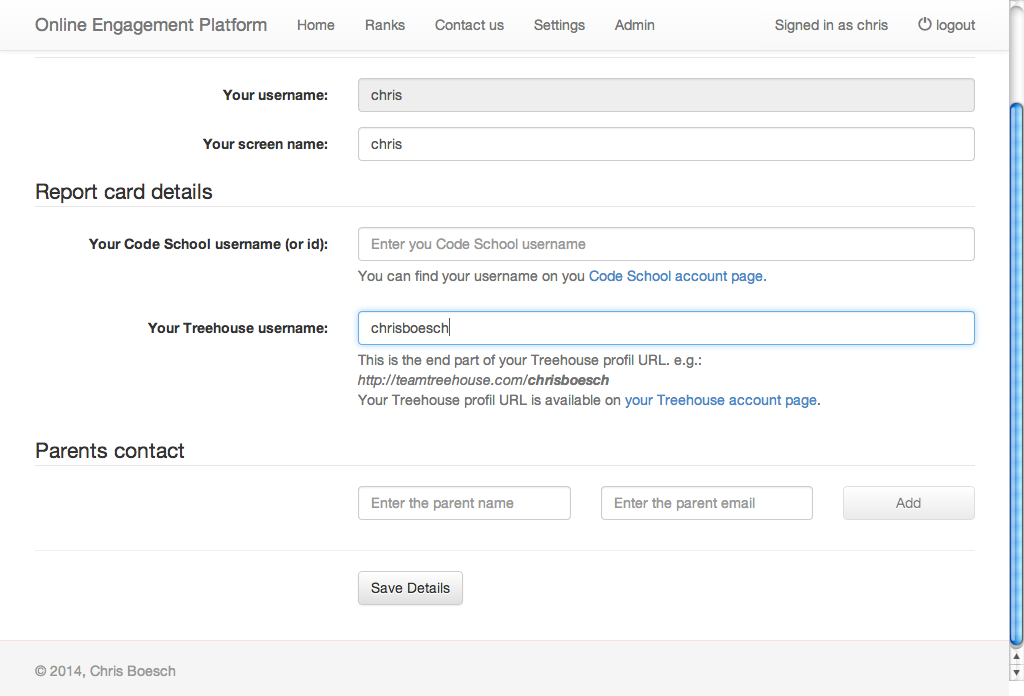 Online Engagement Platform Home Ranks Contact us Settings Admin Signed in as chris logout
Your username: chris
Your screen name: chris
Report card details
Your Code School username (or id): Enter you Code School username
You can find your username on you Code School account page.
Your Treehouse username: chrisboesch
This is the end part of your Treehouse profil URL. e.g.:
http://teamtreehouse.com/chrisboesch
Your Treehouse profil URL is available on your Treehouse account page.
Parents contact
Enter the parent name Enter the parent email Add
Save Details
© 2014, Chris Boesch